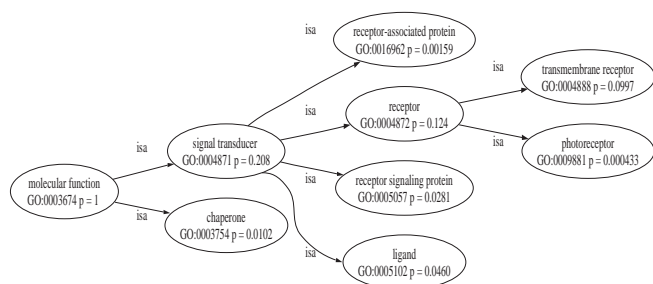 isa
receptor-associated protein
GO:0016962 p = 0.00159
isa
transmembrane receptor
GO:0004888 p = 0.0997
isa
receptor
GO:0004872 p = 0.124
isa
signal transducer
GO:0004871 p = 0.208
isa
photoreceptor
GO:0009881 p = 0.000433
isa
receptor signaling protein
GO:0005057 p = 0.0281
molecular function
GO:0003674 p = 1
isa
chaperone
GO:0003754 p = 0.0102
isa
ligand
GO:0005102 p = 0.0460